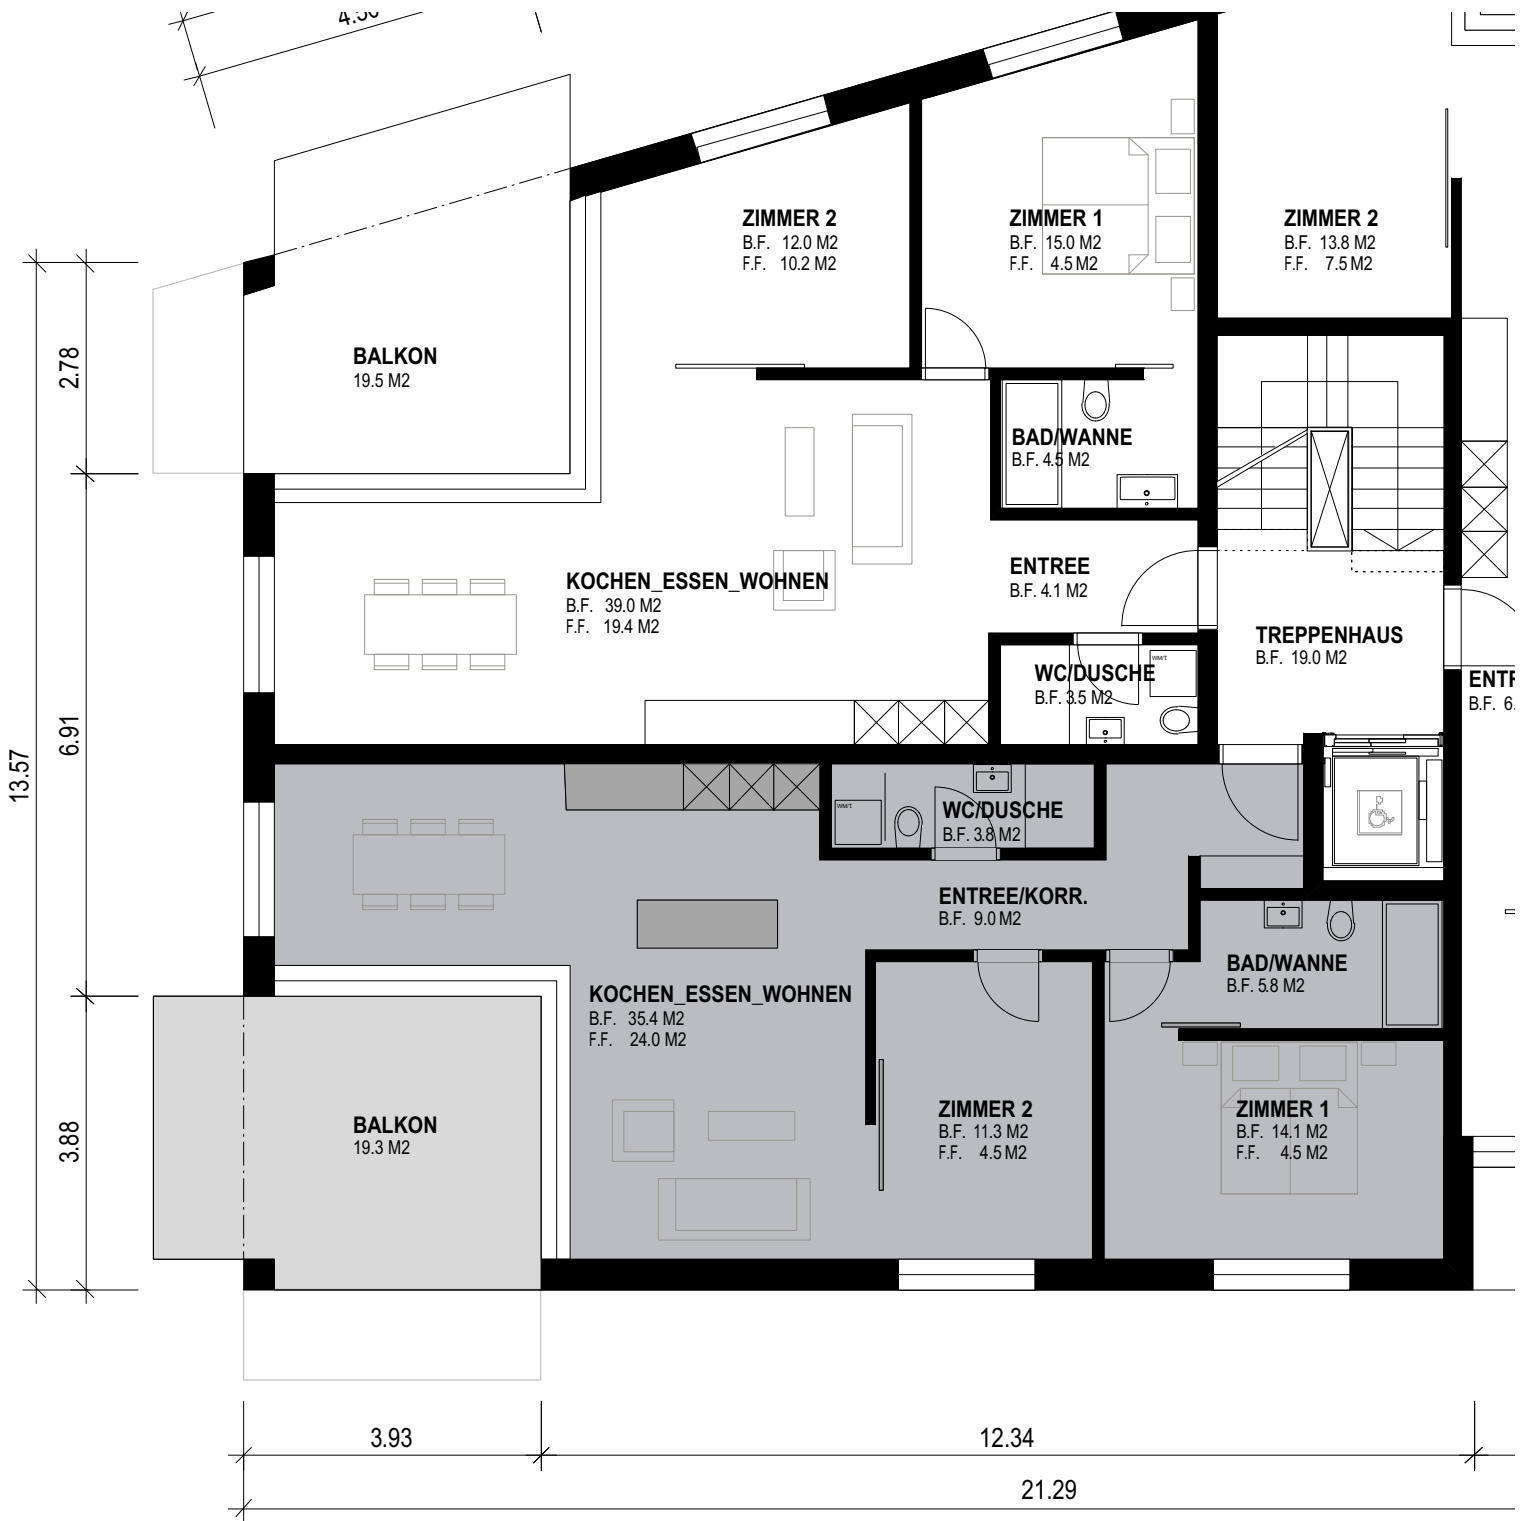 4.50
ZIMMER 2
B.F. 12.0 M2
F.F. 10.2 M2
ZIMMER 1
B.F. 15.0 M2
F.F. 4.5 M2
ZIMMER 2
B.F. 13.8 M2
F.F. 7.5 M2
BALKON
19.5 M2
2.78
BAD/WANNE
B.F. 4.5 M2
ENTREE
B.F. 4.1 M2
KOCHEN_ESSEN_WOHNEN
B.F. 39.0 M2
F.F. 19.4 M2
TREPPENHAUS
B.F. 19.0 M2
WC/DUSCHE
B.F. 3.5 M2
WM/T.
ENTR
B.F. 6.
6.91
13.57
WM/T.
WC/DUSCHE
B.F. 3.8 M2
ENTREE/KORR.
B.F. 9.0 M2
BAD/WANNE
B.F. 5.8 M2
KOCHEN_ESSEN_WOHNEN
B.F. 35.4 M2
F.F. 24.0 M2
BALKON
19.3 M2
3.88
ZIMMER 2
B.F. 11.3 M2
F.F. 4.5 M2
ZIMMER 1
B.F. 14.1 M2
F.F. 4.5 M2
3.93
12.34
21.29